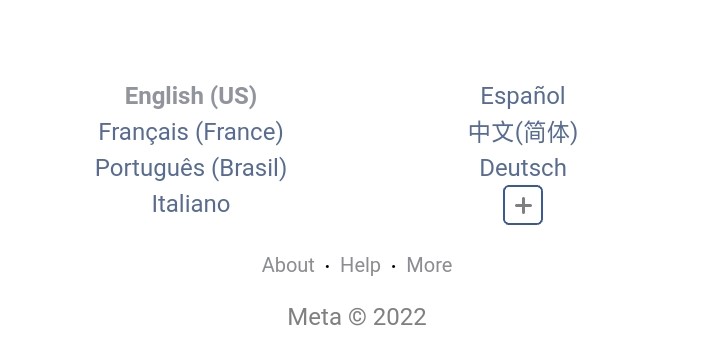 English (US)
Español
Français (France)
中文(简体)
Português (Brasil)
Deutsch
Italiano
+
About · Help · More
Meta © 2022